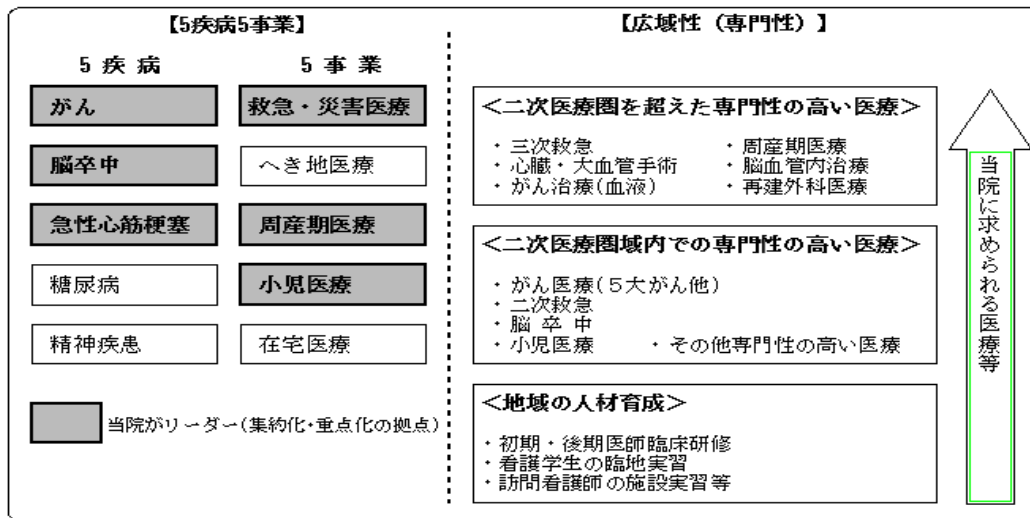 【5疾病5事業】
5 疾 病
5 事 業
がん
救急・災害医療
脳卒中
へき地医療
急性心筋梗塞
周産期医療
糖尿病
小児医療
精神疾患
在宅医療
当院がリーダー(集約化・重点化の拠点)
【広域性（専門性）】
＜二次医療圏を超えた専門性の高い医療＞
・三次救急
・周産期医療
・心臓・大血管手術
・脳血管内治療
・がん治療(血液)
・再建外科医療
＜二次医療圏域内での専門性の高い医療＞
・がん医療(５大がん他)
・二次救急
・脳 卒 中
・小児医療
・その他専門性の高い医療
＜地域の人材育成＞
・初期・後期医師臨床研修
・看護学生の臨地実習
・訪問看護師の施設実習等
当院に求められる医療等